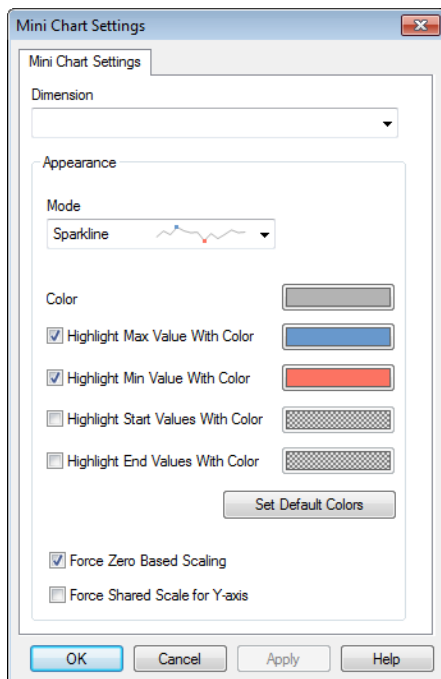 Mini Chart Settings
Mini Chart Settings
Dimension
Appearance
Mode
Sparkline
Color
Highlight Max Value With Color
Highlight Min Value With Color
Highlight Start Values With Color
Highlight End Values With Color
Set Default Colors
Force Zero Based Scaling
Force Shared Scale for Y-axis
OK Cancel Apply Help